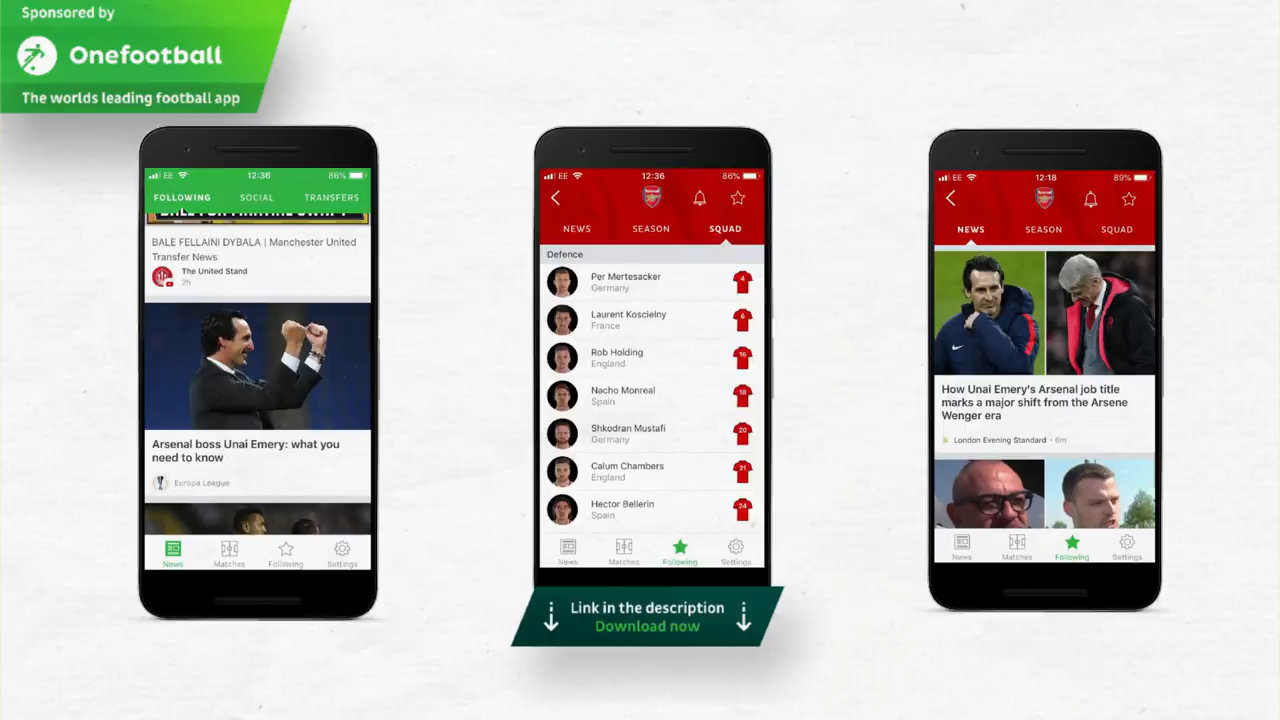 Sponsored by
Onefootball
The worlds leading football app
EE 12:36 86%
FOLLOWING SOCIAL TRANSFERS
BALE FELLAINI DYBALA | Manchester United
Transfer News
The United Stand
2h
Arsenal boss Unai Emery: what you
need to know
Europa League
News Matches Following Settings
EE 12:36 86%
Arsenal
NEWS SEASON SQUAD
Defence
Per Mertesacker 4
Germany
Laurent Koscielny 6
France
Rob Holding 16
England
Nacho Monreal 18
Spain
Shkodran Mustafi 20
Germany
Calum Chambers 21
England
Hector Bellerin 24
Spain
News Matches Following Settings
Link in the description
Download now
EE 12:18 89%
Arsenal
NEWS SEASON SQUAD
How Unai Emery's Arsenal job title
marks a major shift from the Arsene
Wenger era
London Evening Standard • 6m
News Matches Following Settings